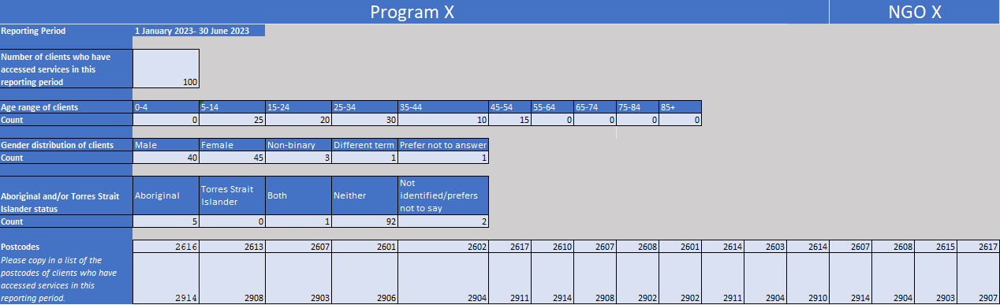 Program X NGO X
Reporting Period 1 January 2023- 30 June 2023
Number of clients who have
accessed services in this
reporting period 100
Age range of clients 0-4 5-14 15-24 25-34 35-44 45-54 55-64 65-74 75-84 85+
Count 0 25 20 30 10 15 0 0 0 0
Gender distribution of clients Male Female Non-binary Different term Prefer not to answer
Count 40 45 3 1 1
Aboriginal and/or Torres Strait
Islander status
Aboriginal
Torres Strait
Islander
Both
Neither
Not
identified/prefers
not to say
Count 5 0 1 92 2
Postcodes 2616 2613 2607 2601 2602 2617 2610 2607 2608 2601 2614 2603 2614 2607 2608 2615 2617
Please copy in a list of the
postcodes of clients who have
accessed services in this
reporting period. 2914 2908 2903 2906 2904 2911 2914 2908 2902 2902 2911 2904 2910 2914 2904 2903 2907